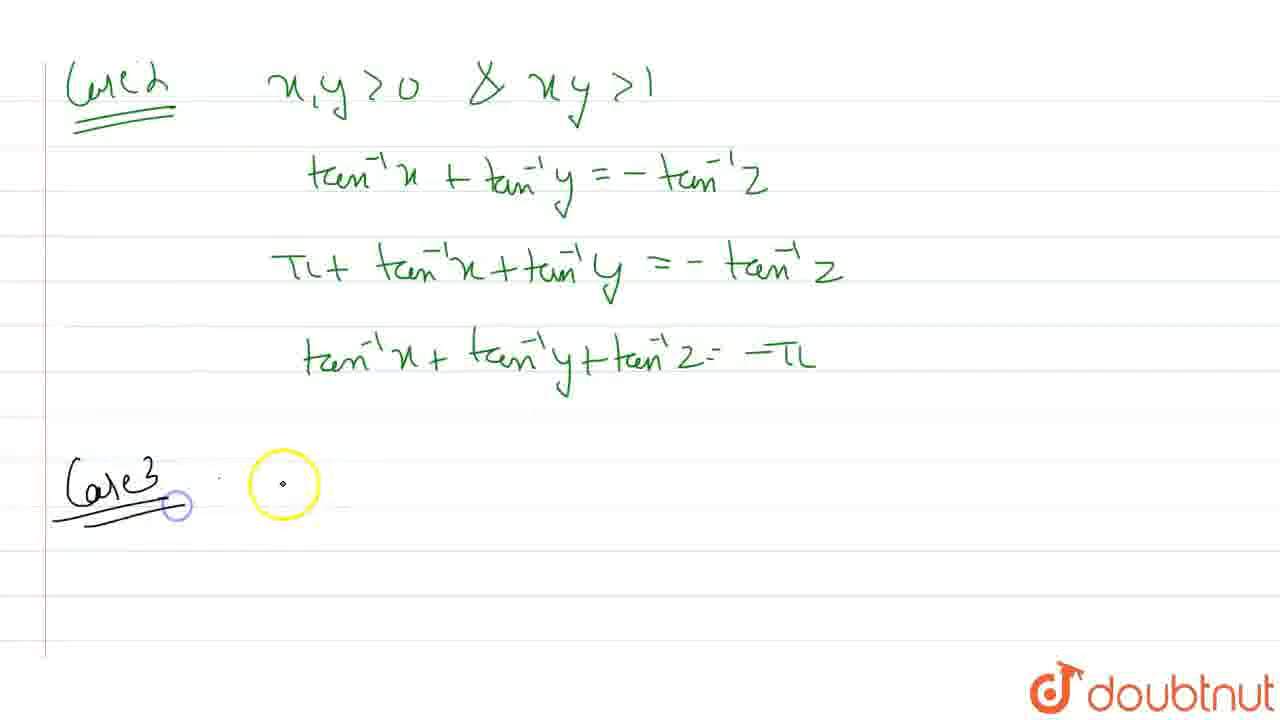 Case 2 x, y > 0 & xy > 1
tan⁻¹x + tan⁻¹y = - tan⁻¹z
π + tan⁻¹x + tan⁻¹y = - tan⁻¹z
tan⁻¹x + tan⁻¹y + tan⁻¹z = -π
Case 3
doubtnut